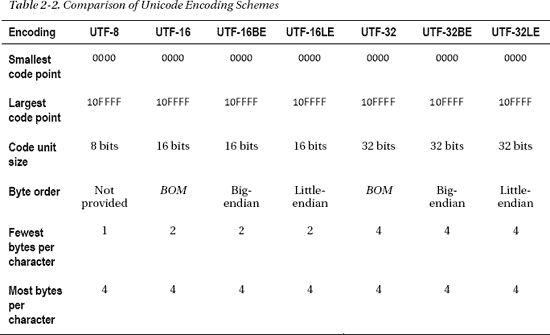 Table 2-2. Comparison of Unicode Encoding Schemes
Encoding UTF-8 UTF-16 UTF-16BE UTF-16LE UTF-32 UTF-32BE UTF-32LE
Smallest 0000 0000 0000 0000 0000 0000 0000
code point
Largest 10FFFF 10FFFF 10FFFF 10FFFF 10FFFF 10FFFF 10FFFF
code point
Code unit 8 bits 16 bits 16 bits 16 bits 32 bits 32 bits 32 bits
size
Byte order Not BOM Big- Little- BOM Big- Little-
provided endian endian endian endian
Fewest 1 2 2 2 4 4 4
bytes per
character
Most bytes 4 4 4 4 4 4 4
per
character